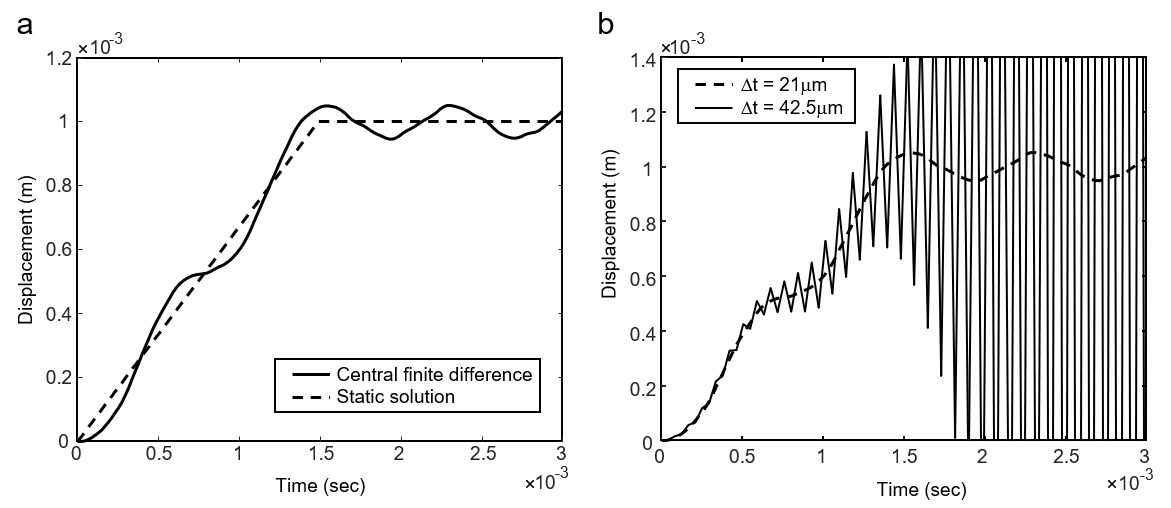 a
×10-3
1.2
1
0.8
0.6
0.4
0.2
0
Displacement (m)
Central finite difference
Static solution
0 0.5 1 1.5 2 2.5 3
×10-3
Time (sec)
b
×10-3
1.4
1.2
1
0.8
0.6
0.4
0.2
0
Displacement (m)
Δt = 21μm
Δt = 42.5μm
0 0.5 1 1.5 2 2.5 3
×10-3
Time (sec)